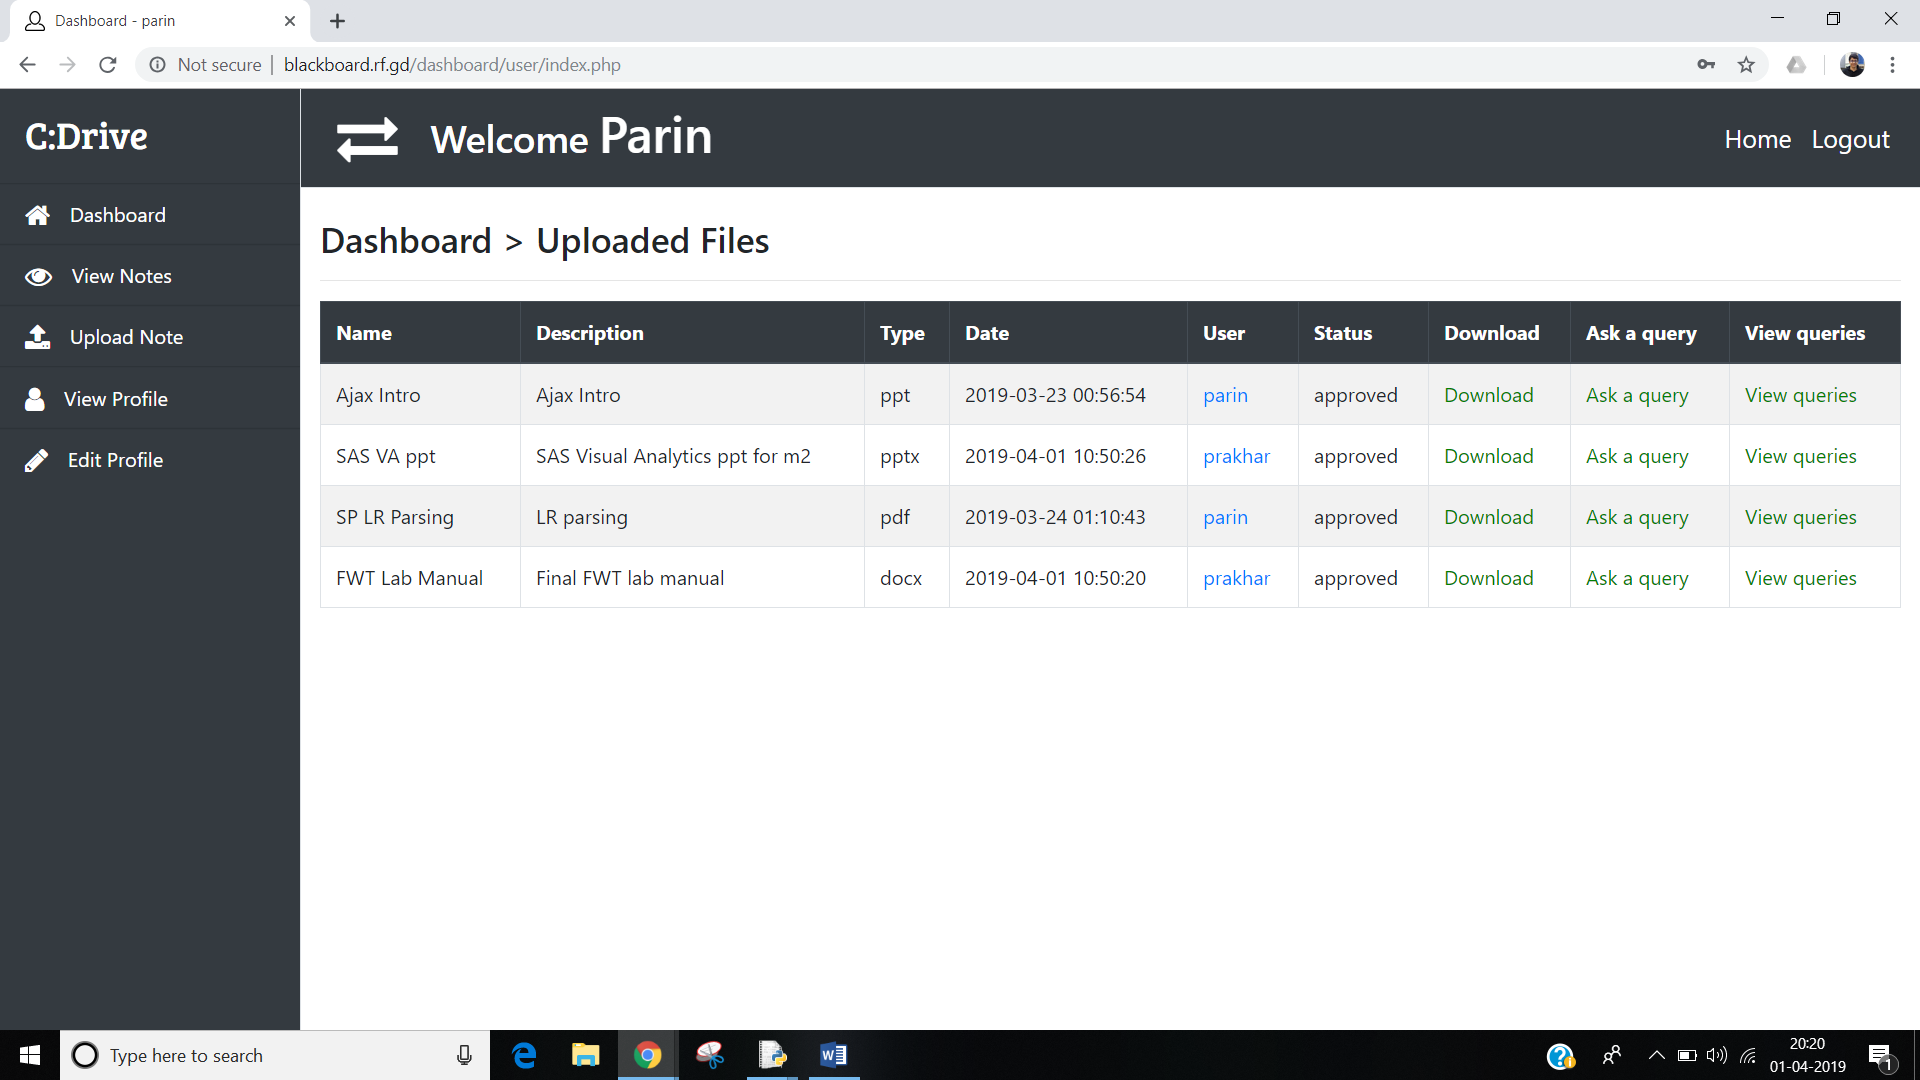 Dashboard - parin
Not secure | blackboard.rf.gd/dashboard/user/index.php
C:Drive
Welcome Parin
Home Logout
Dashboard
View Notes
Upload Note
View Profile
Edit Profile
Dashboard > Uploaded Files
Name Description Type Date User Status Download Ask a query View queries
Ajax Intro Ajax Intro ppt 2019-03-23 00:56:54 parin approved Download Ask a query View queries
SAS VA ppt SAS Visual Analytics ppt for m2 pptx 2019-04-01 10:50:26 prakhar approved Download Ask a query View queries
SP LR Parsing LR parsing pdf 2019-03-24 01:10:43 parin approved Download Ask a query View queries
FWT Lab Manual Final FWT lab manual docx 2019-04-01 10:50:20 prakhar approved Download Ask a query View queries
Type here to search
20:20
01-04-2019
1